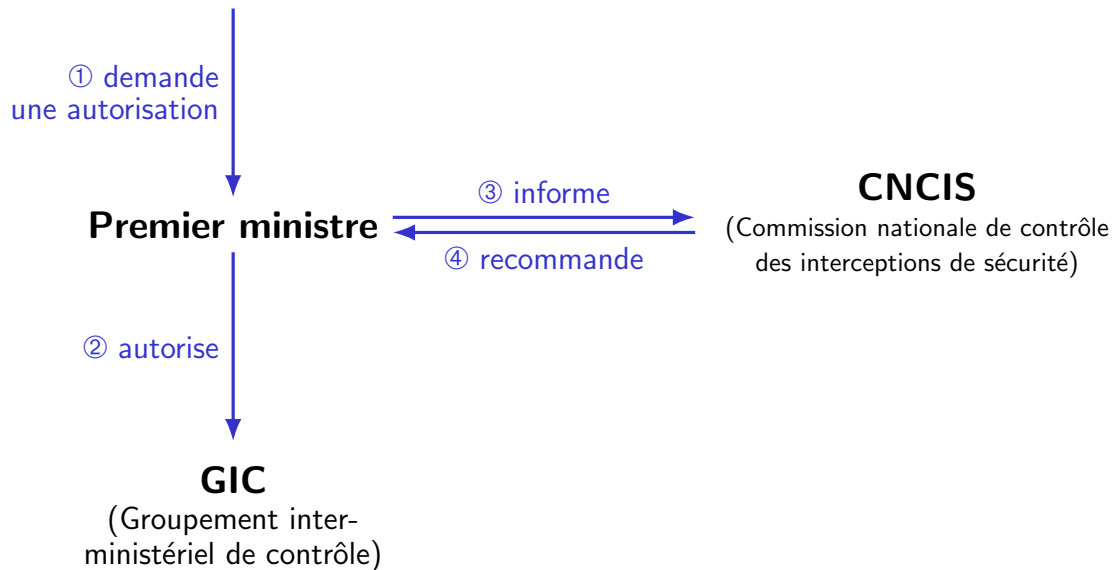 ① demande
une autorisation
③ informe
CNCIS
(Commission nationale de contrôle
des interceptions de sécurité)
Premier ministre
④ recommande
② autorise
GIC
(Groupement inter-
ministériel de contrôle)